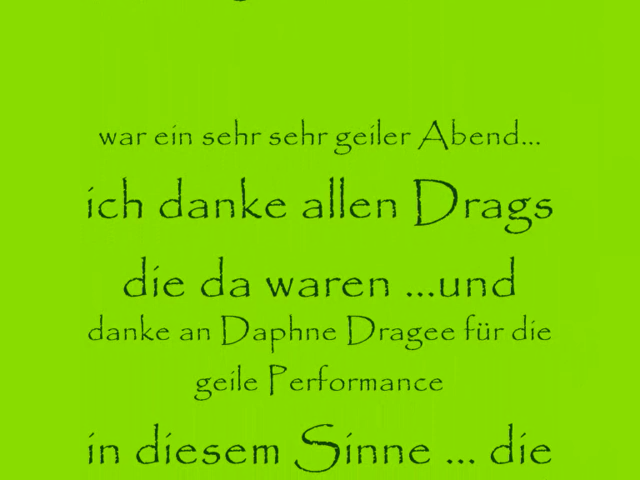 war ein sehr sehr geiler Abend...
ich danke allen Drags
die da waren ...und
danke an Daphne Dragee für die
geile Performance
in diesem Sinne ... die